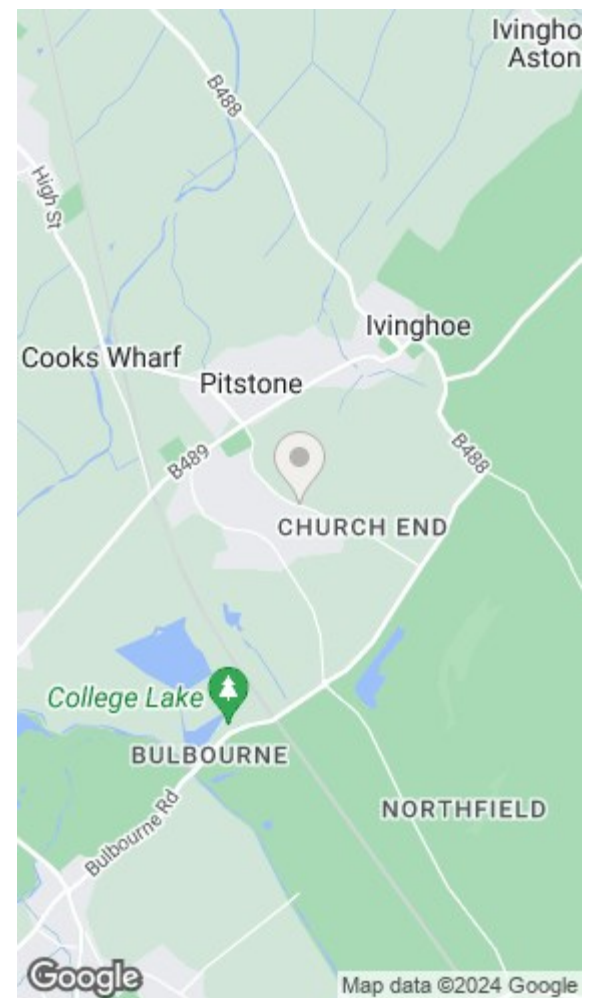 Ivingho
Aston
B488
High St
Ivinghoe
Cooks Wharf
Pitstone
B489
B488
CHURCH END
College Lake
BULBOURNE
NORTHFIELD
Bulbourne Rd
Google
Map data ©2024 Google